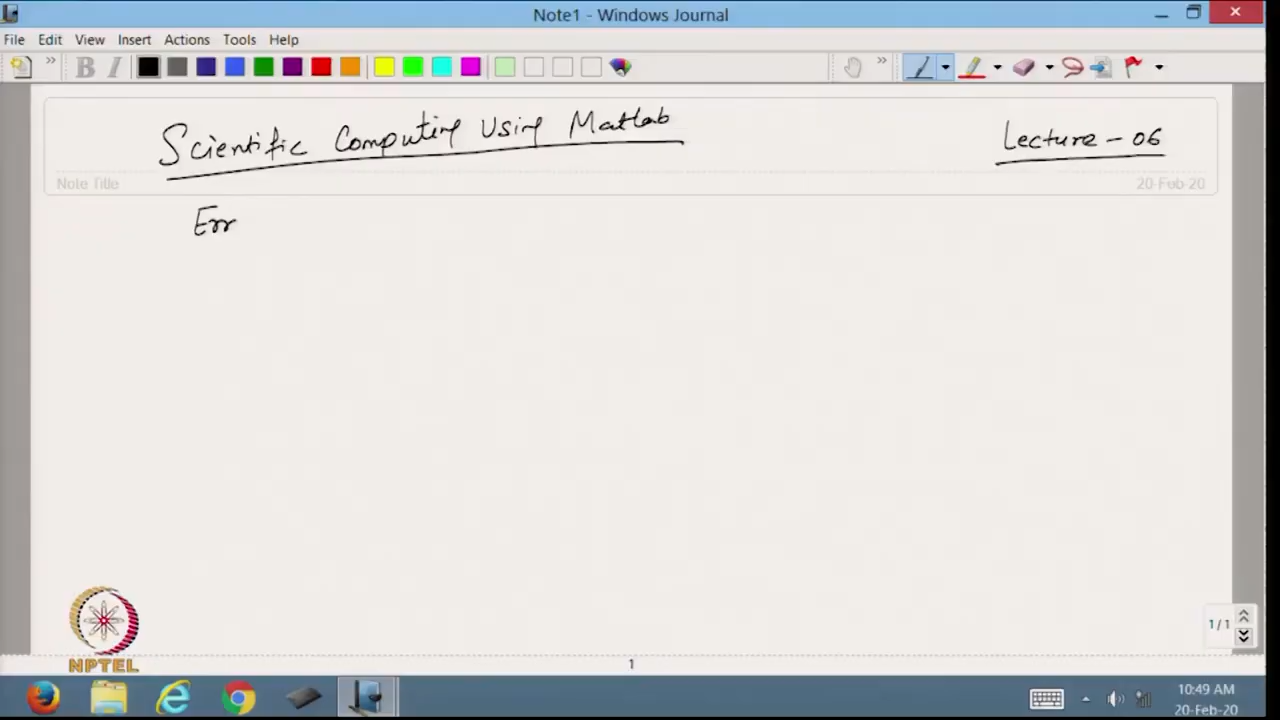 Note1 - Windows Journal
File Edit View Insert Actions Tools Help
B I
Scientific Computing Using Matlab
Lecture - 06
Note Title
20-Feb-20
Err
1 / 1
NPTEL
1
10:49 AM
20-Feb-20